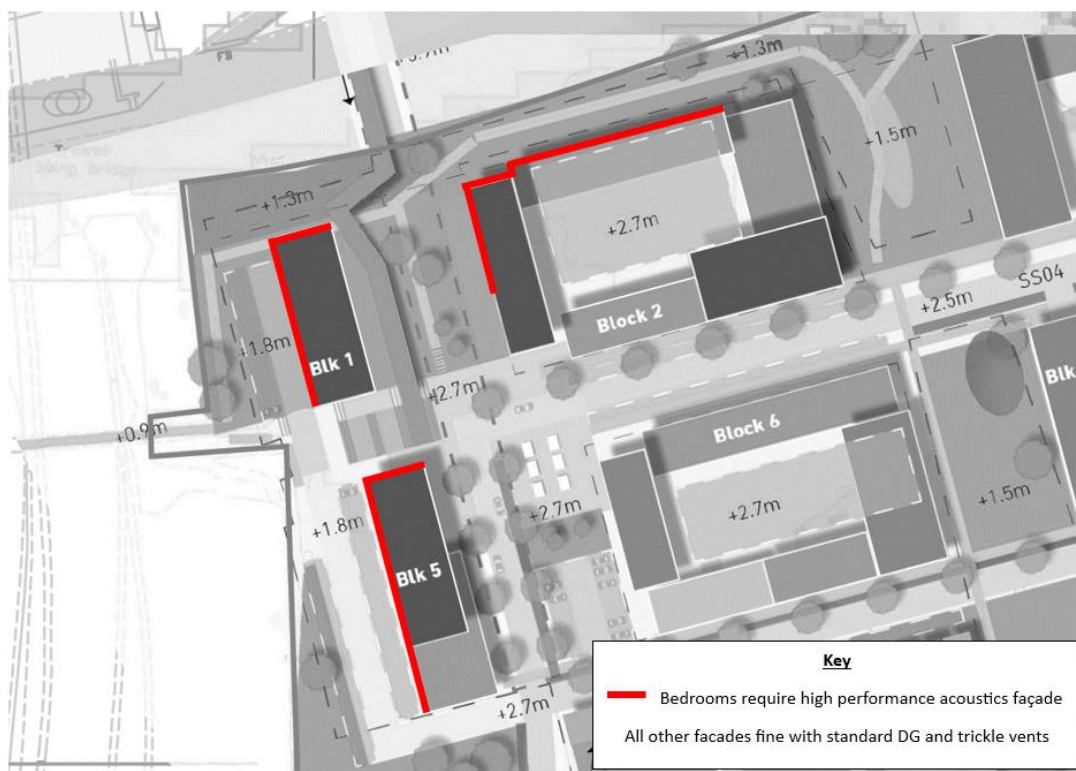 FB
+1.3m
+1.3m
+1.5m
+2.7m
SS04
+2.5m
Block 2
+1.8m
Blk 1
+2.7m
Blk
+0.9m
Block 6
+1.8m
+2.7m
+2.7m
+1.5m
Blk 5
+2.7m
Key
Bedrooms require high performance acoustics façade
All other facades fine with standard DG and trickle vents